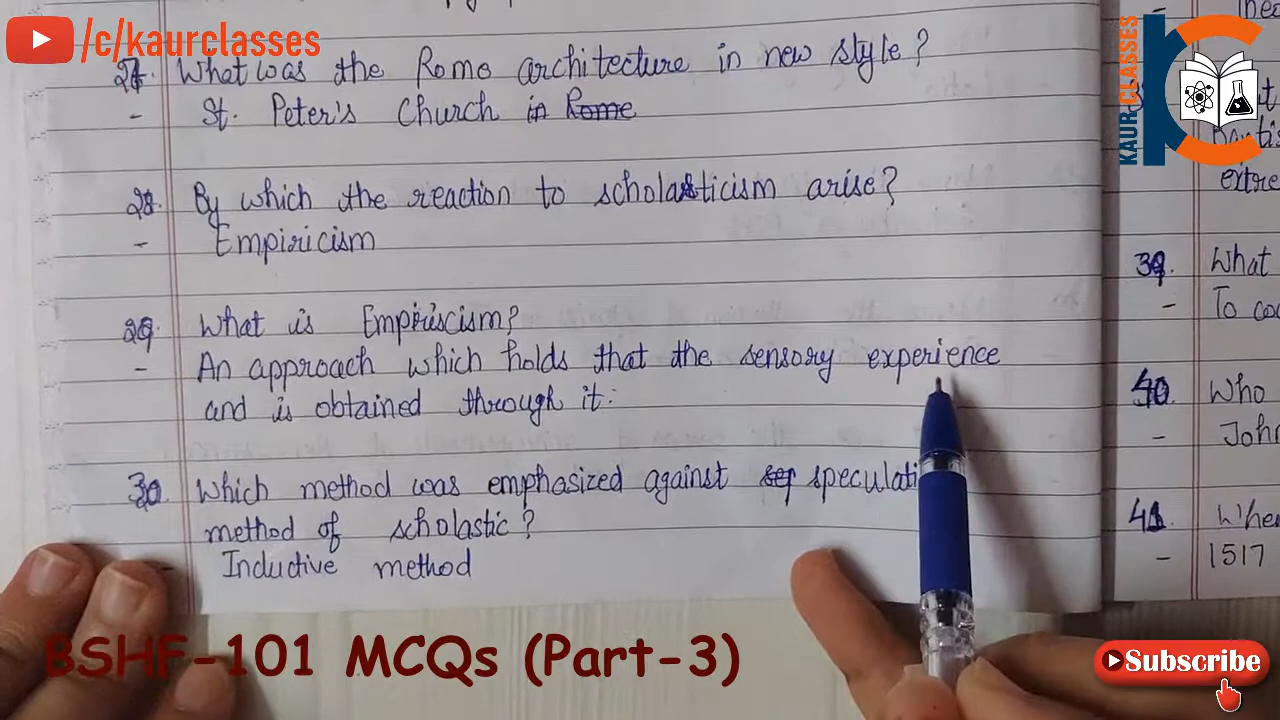 /c/kaurclasses
27. What was the Rome architecture in new style?
- St. Peter's Church in Rome
28. By which the reaction to scholasticism arise?
- Empiricism
29. What is Empiriscism?
- An approach which holds that the sensory experience
and is obtained through it.
30. Which method was emphasized against speculati
method of scholastic?
- Inductive method
KAUR CLASSES
extre
39. What
- To co
40. Who
- John
41. Whe
- 1517
BSHF-101 MCQs (Part-3)
Subscribe